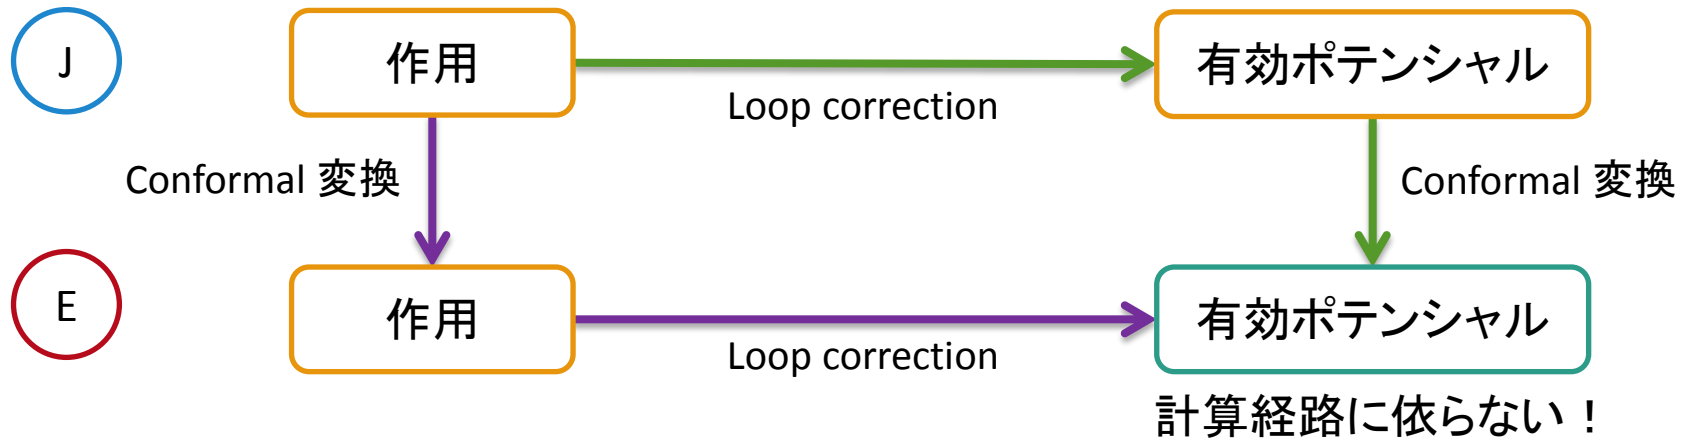 J
作用
有効ポテンシャル
Loop correction
Conformal 変換
Conformal 変換
E
作用
有効ポテンシャル
Loop correction
計算経路に依らない！